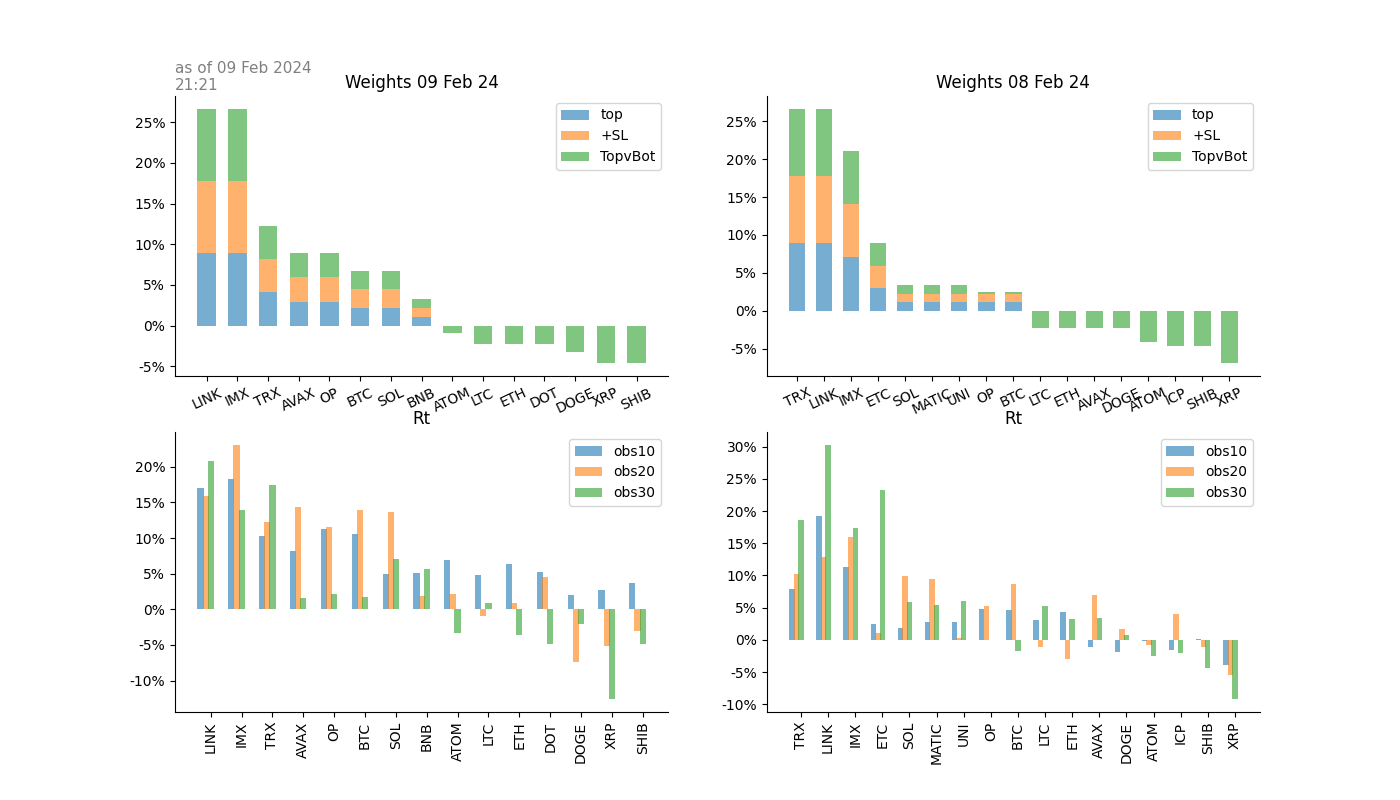 as of 09 Feb 2024
21:21
Weights 09 Feb 24
25%
20%
15%
10%
5%
0%
-5%
top
+SL
TopvBot
LINK IMX TRX AVAX OP BTC SOL BNB ATOM LTC ETH DOT DOGE XRP SHIB
Weights 08 Feb 24
25%
20%
15%
10%
5%
0%
-5%
top
+SL
TopvBot
TRX LINK IMX ETC SOL MATIC UNI OP BTC LTC ETH AVAX DOGE ATOM ICP SHIB XRP
Rt
20%
15%
10%
5%
0%
-5%
-10%
obs10
obs20
obs30
LINK IMX TRX AVAX OP BTC SOL BNB ATOM LTC ETH DOT DOGE XRP SHIB
Rt
30%
25%
20%
15%
10%
5%
0%
-5%
-10%
obs10
obs20
obs30
TRX LINK IMX ETC SOL MATIC UNI OP BTC LTC ETH AVAX DOGE ATOM ICP SHIB XRP